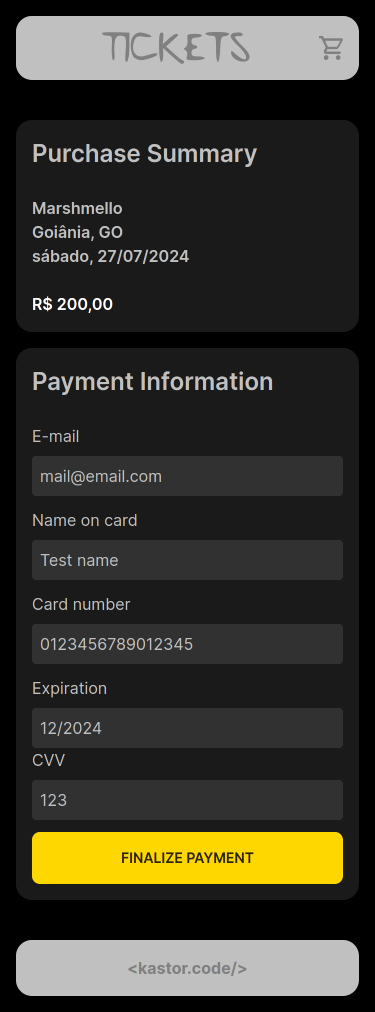 TICKETS
Purchase Summary
Marshmello
Goiânia, GO
sábado, 27/07/2024
R$ 200,00
Payment Information
E-mail
mail@email.com
Name on card
Test name
Card number
0123456789012345
Expiration
12/2024
CVV
123
FINALIZE PAYMENT
<kastor.code/>